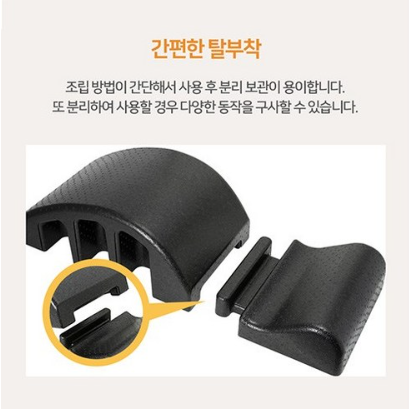 간편한 탈부착
조립 방법이 간단해서 사용 후 분리 보관이 용이합니다.
또 분리하여 사용할 경우 다양한 동작을 구사할 수 있습니다.